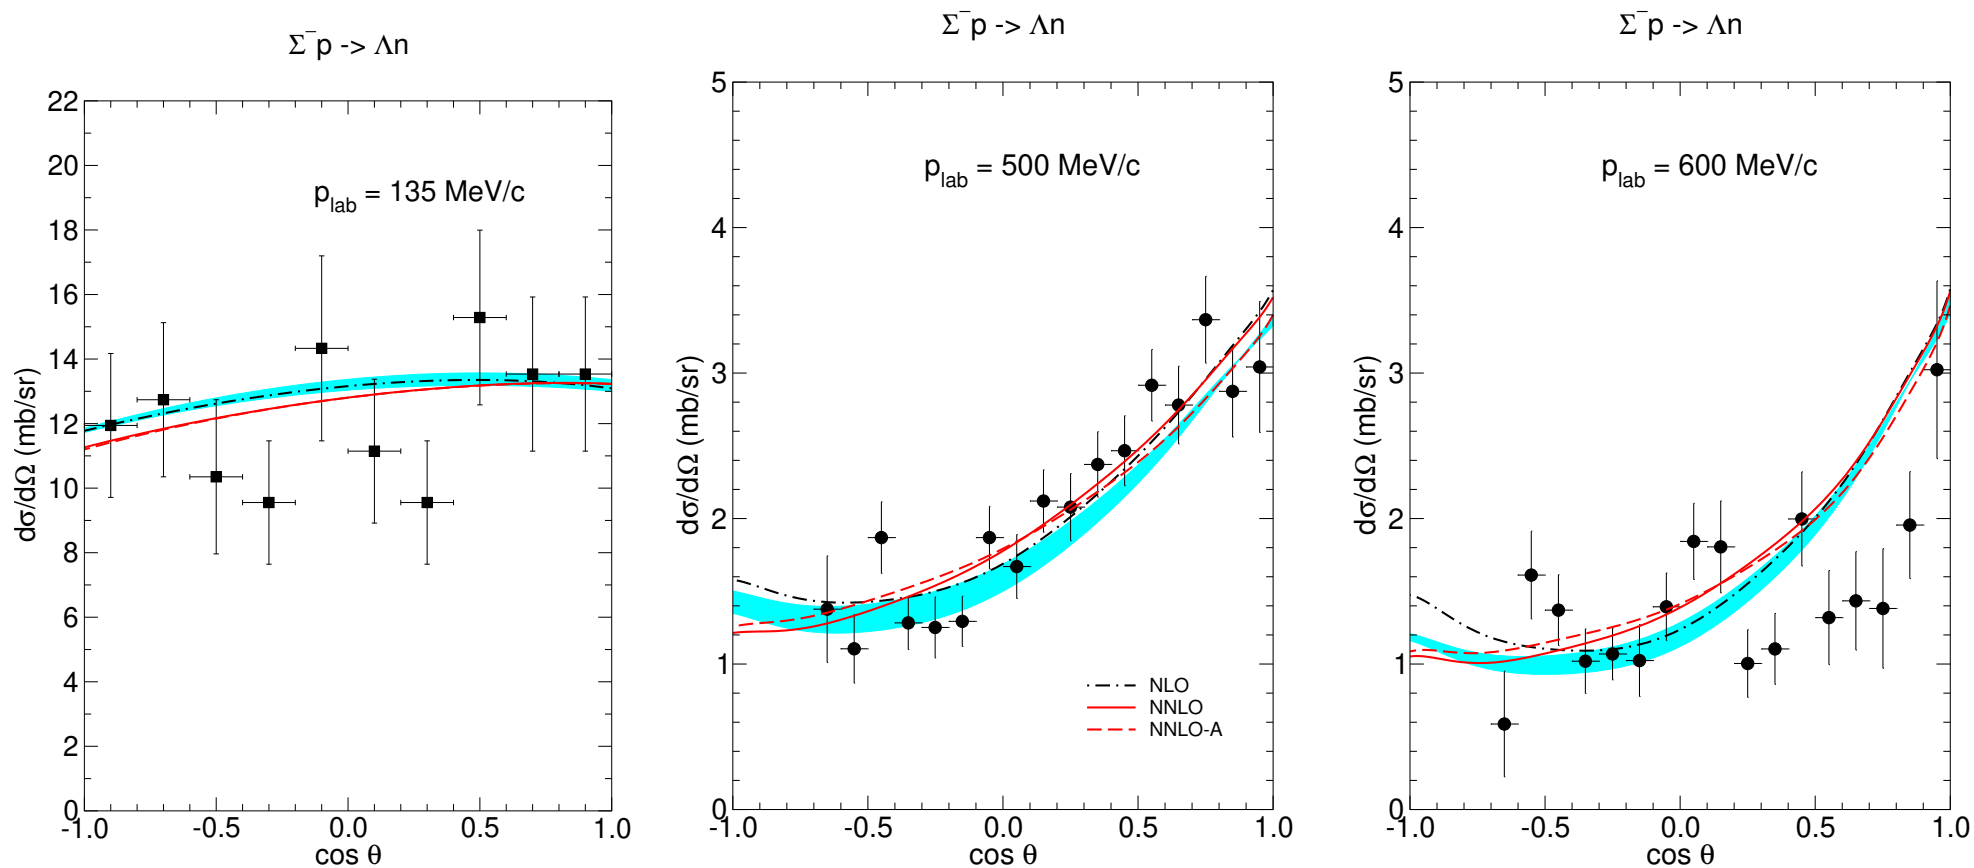 Σ⁻p -> Λn
p_lab = 135 MeV/c
dσ/dΩ (mb/sr)
22
20
18
16
14
12
10
8
6
4
2
0
-1.0 -0.5 0.0 0.5 1.0
cos θ
Σ⁻p -> Λn
p_lab = 500 MeV/c
dσ/dΩ (mb/sr)
5
4
3
2
1
0
NLO
NNLO
NNLO-A
-1.0 -0.5 0.0 0.5 1.0
cos θ
Σ⁻p -> Λn
p_lab = 600 MeV/c
dσ/dΩ (mb/sr)
5
4
3
2
1
0
-1.0 -0.5 0.0 0.5 1.0
cos θ